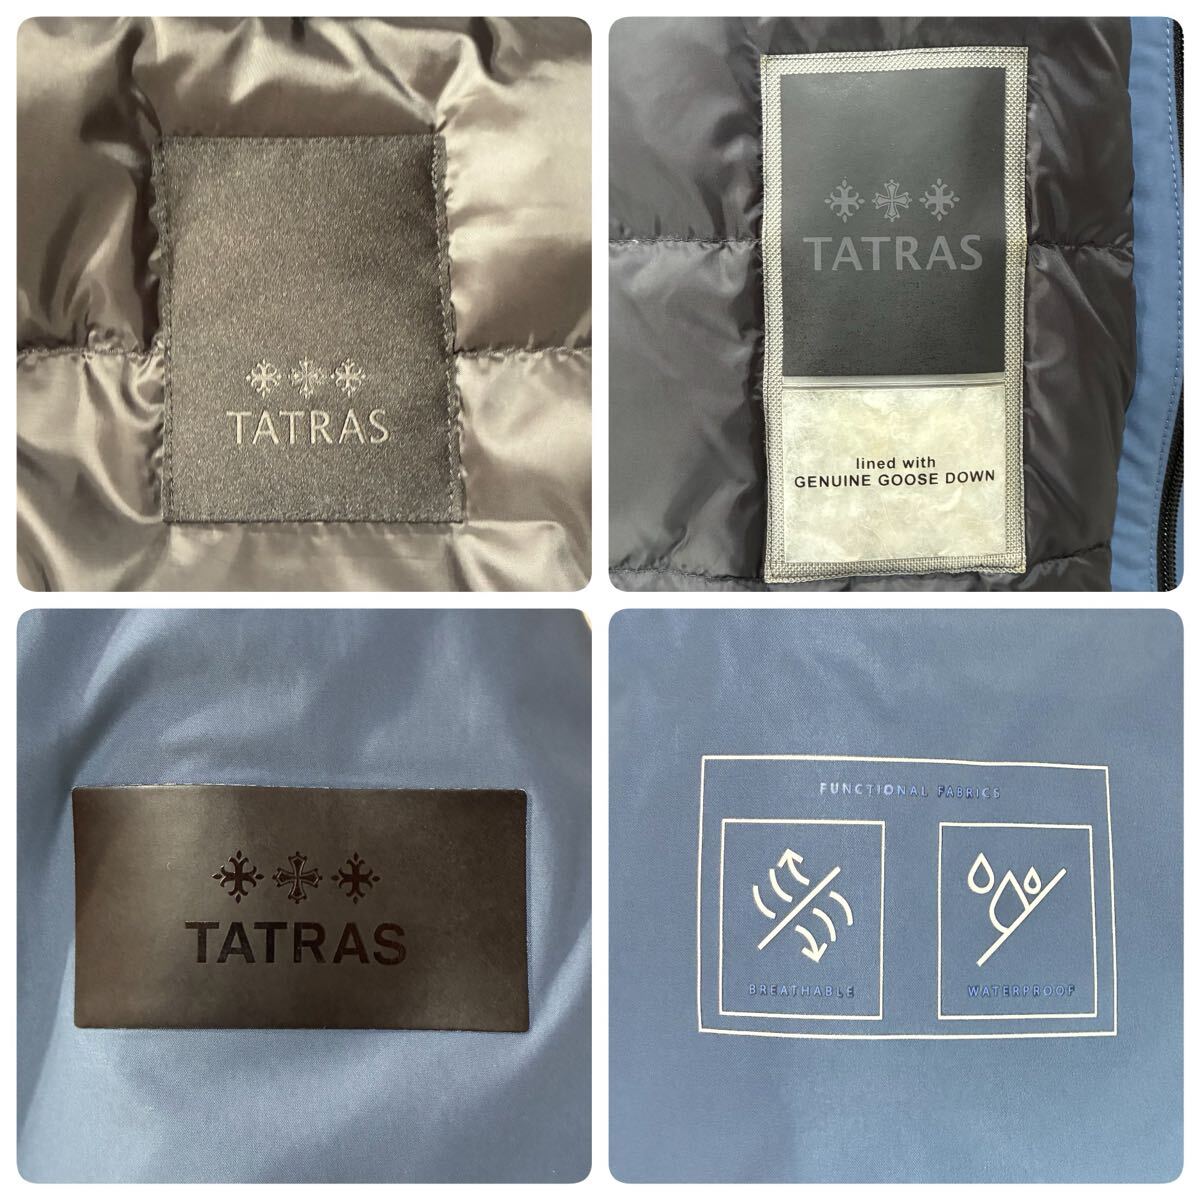 TATRAS
TATRAS
lined with
GENUINE GOOSE DOWN
TATRAS
FUNCTIONAL FABRICS
BREATHABLE
WATERPROOF